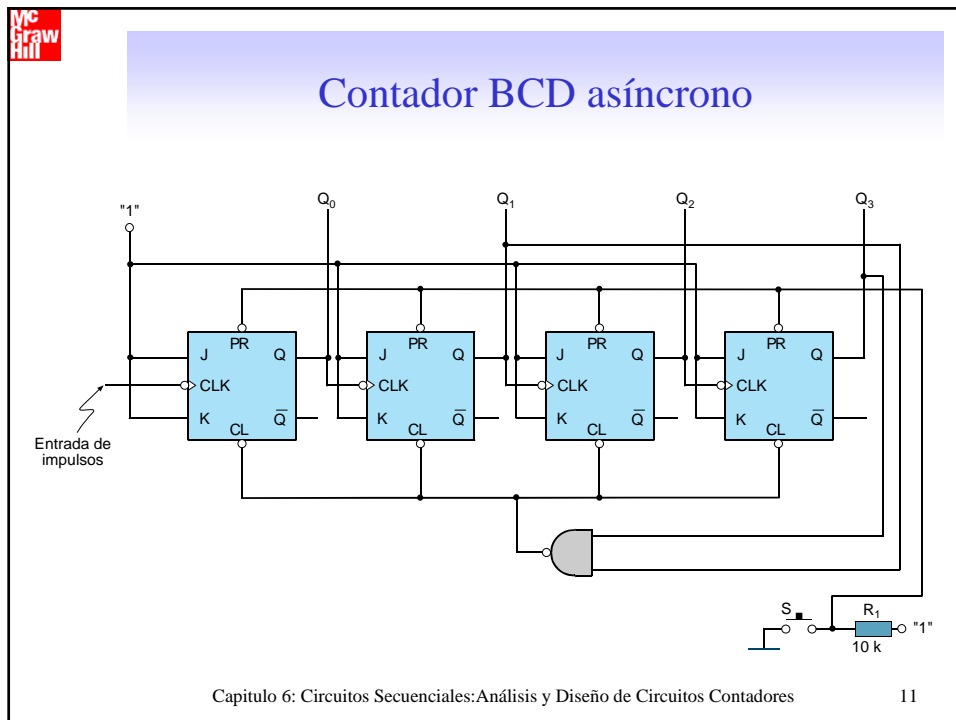 Mc
Graw
Hill
Contador BCD asíncrono
"1"
Q0
Q1
Q2
Q3
PR
J
Q
CLK
K
CL
Q̅
PR
J
Q
CLK
K
CL
Q̅
PR
J
Q
CLK
K
CL
Q̅
PR
J
Q
CLK
K
CL
Q̅
Entrada de
impulsos
S
R1
"1"
10 k
Capitulo 6: Circuitos Secuenciales:Análisis y Diseño de Circuitos Contadores
11